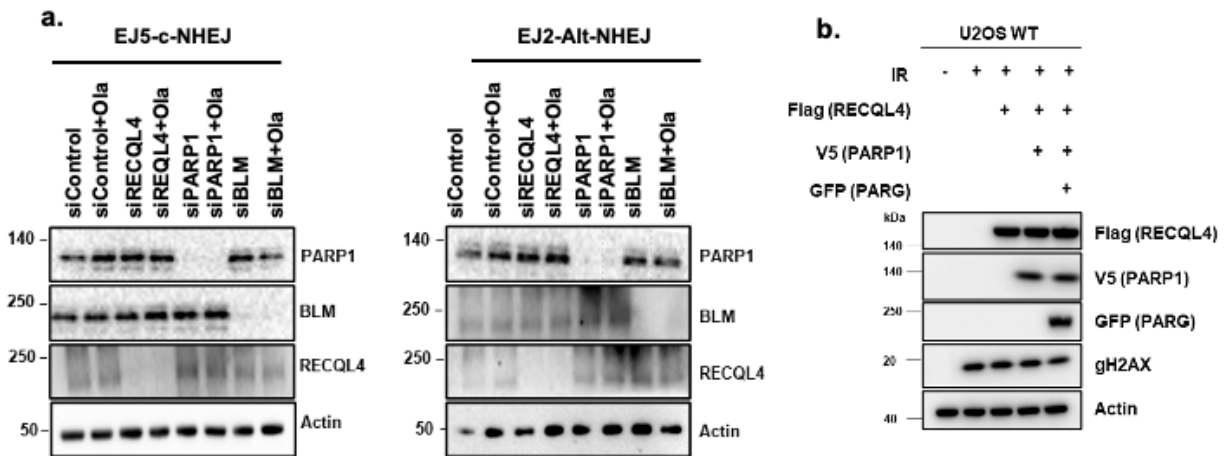 a.
EJ5-c-NHEJ
siControl
siControl+Ola
siRECQL4
siREQL4+Ola
siPARP1
siPARP1+Ola
siBLM
siBLM+Ola
140
PARP1
250
BLM
250
RECQL4
50
Actin
EJ2-Alt-NHEJ
siControl
siControl+Ola
siRECQL4
siREQL4+Ola
siPARP1
siPARP1+Ola
siBLM
siBLM+Ola
140
PARP1
250
BLM
250
RECQL4
50
Actin
b.
U2OS WT
IR - + + + +
Flag (RECQL4) + + +
V5 (PARP1) + +
GFP (PARG) +
kDa
Flag (RECQL4)
140
140
V5 (PARP1)
250
GFP (PARG)
20
gH2AX
Actin
40